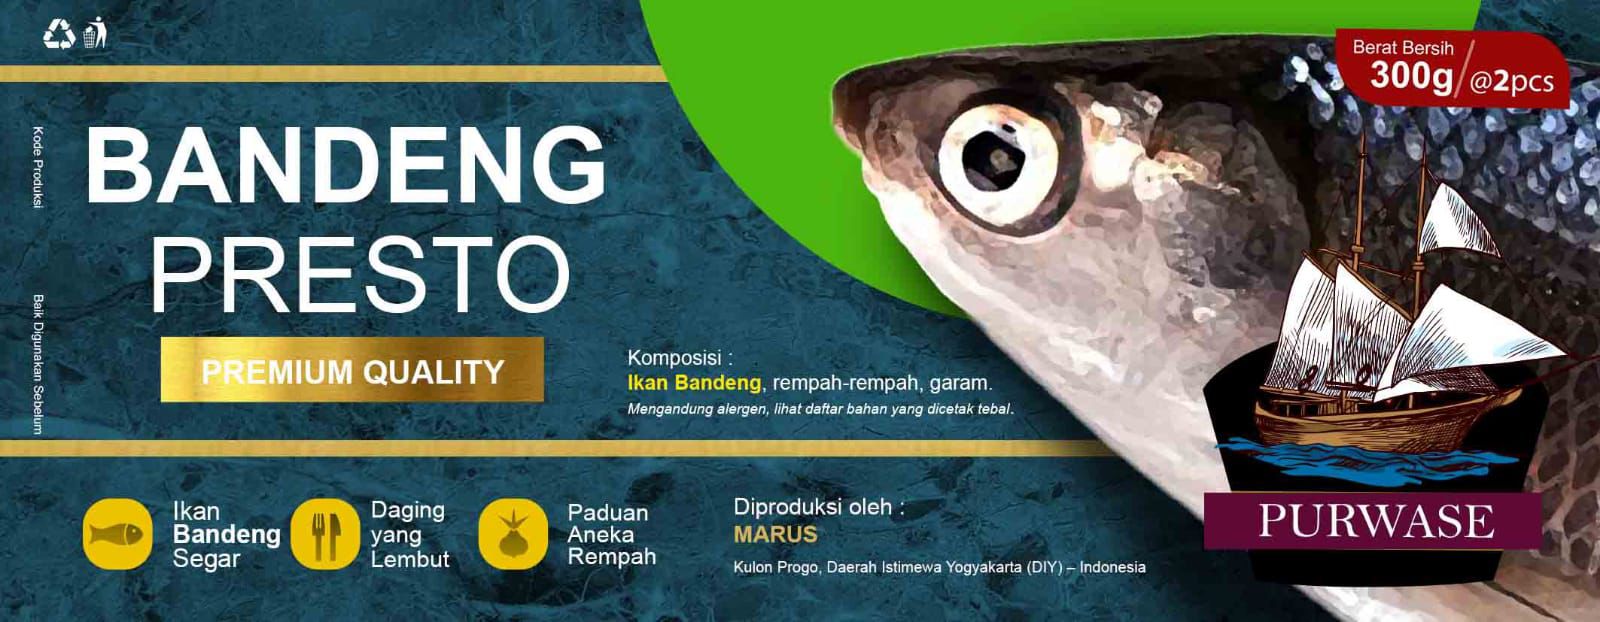 Kode Produksi
Baik Digunakan Sebelum
BANDENG
PRESTO
PREMIUM QUALITY
Berat Bersih
300g/@2pcs
Komposisi :
Ikan Bandeng, rempah-rempah, garam.
Mengandung alergen, lihat daftar bahan yang dicetak tebal.
Ikan
Bandeng
Segar
Daging
yang
Lembut
Paduan
Aneka
Rempah
Diproduksi oleh :
MARUS
Kulon Progo, Daerah Istimewa Yogyakarta (DIY) – Indonesia
PURWASE